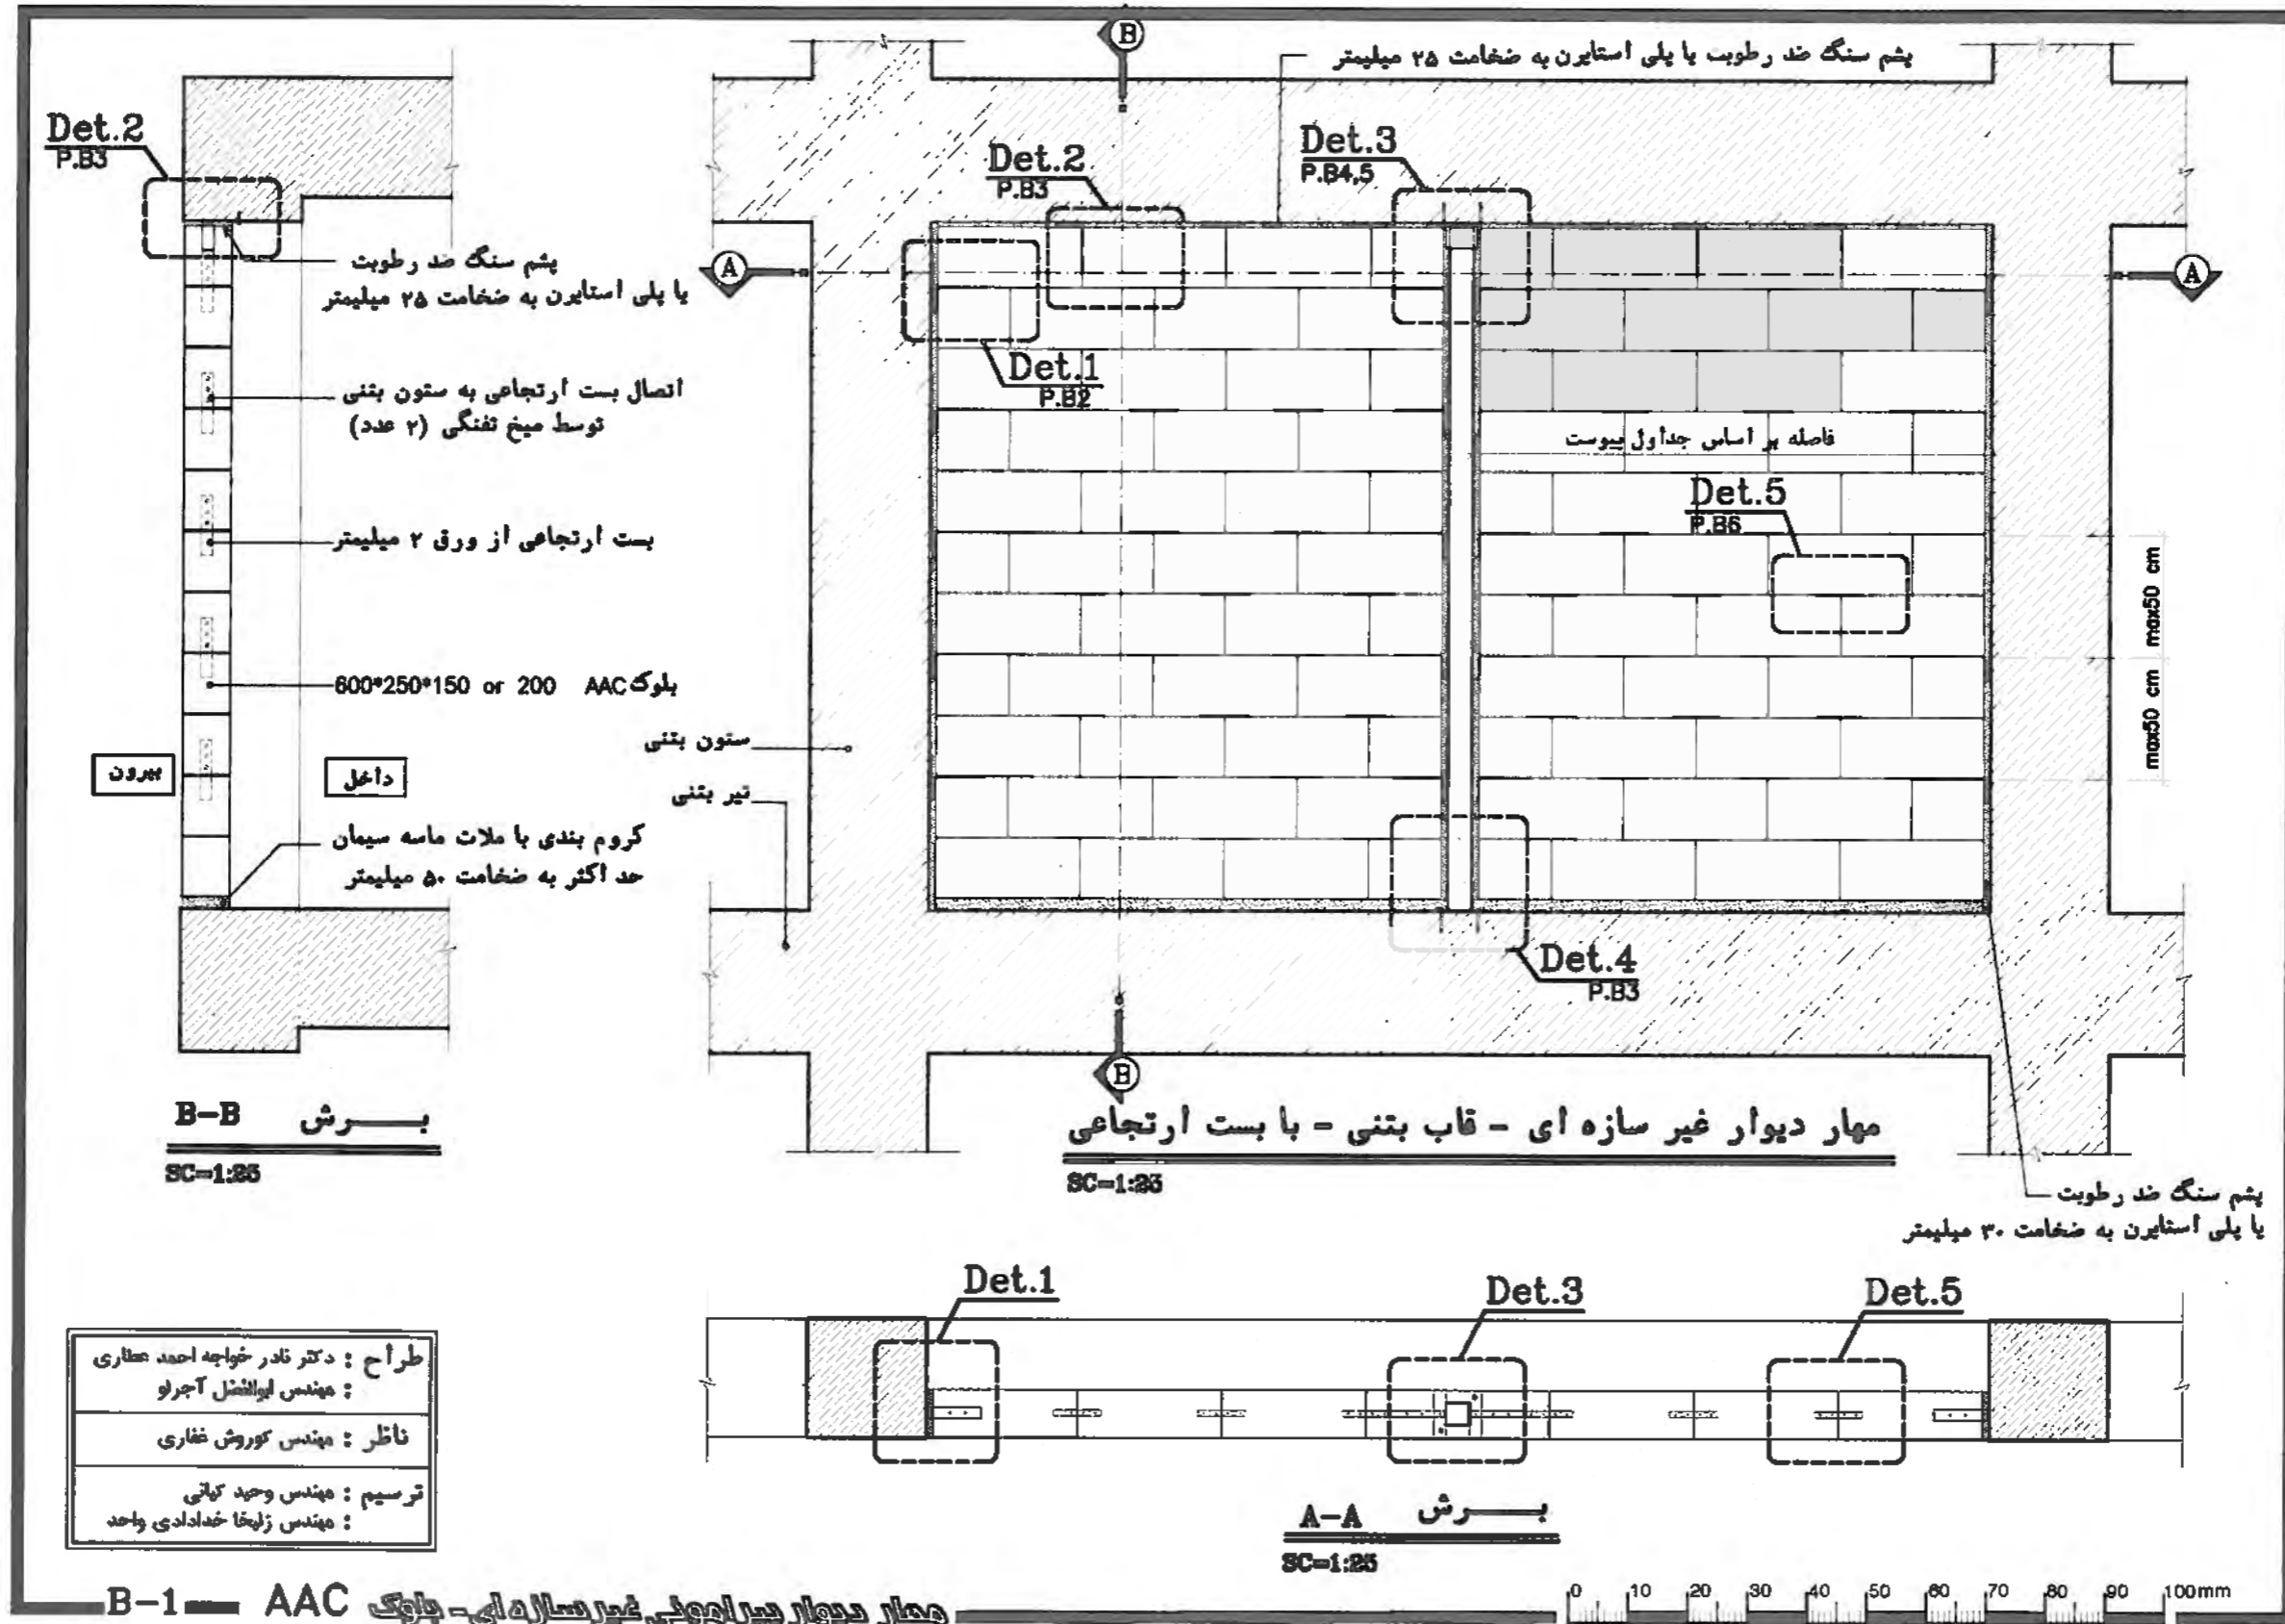 B
پشم سنگ ضد رطوبت یا پلی استایرن به ضخامت ۲۵ میلیمتر
Det.2
P.B3
Det.2
P.B3
Det.3
P.B4,5
A
A
پشم سنگ ضد رطوبت
یا پلی استایرن به ضخامت ۲۵ میلیمتر
Det.1
P.B2
اتصال بست ارتجاعی به ستون بتنی
توسط میخ تفنگی (۲ عدد)
فاصله بر اساس جداول پیوست
Det.5
P.B6
بست ارتجاعی از ورق ۲ میلیمتر
max50 cm
max50 cm
بلوک AAC 600*250*150 or 200
ستون بتنی
بیرون
داخل
تیر بتنی
کروم بندی با ملات ماسه سیمان
حد اکثر به ضخامت ۵۰ میلیمتر
Det.4
P.B3
B
برش B-B
SC=1:25
مهار دیوار غیر سازه ای - قاب بتنی - با بست ارتجاعی
SC=1:25
پشم سنگ ضد رطوبت
یا پلی استایرن به ضخامت ۳۰ میلیمتر
Det.1
Det.3
Det.5
طراح : دکتر نادر خواجه احمد عطاری
: مهندس ابوالفضل آجرلو
ناظر : مهندس کوروش غفاری
ترسیم : مهندس وحید کیانی
: مهندس زلیخا خدادادی واحد
برش A-A
SC=1:25
B-1 AAC مهار دیوار پیرامونی غیر سازه ای - بلوک
0 10 20 30 40 50 60 70 80 90 100mm